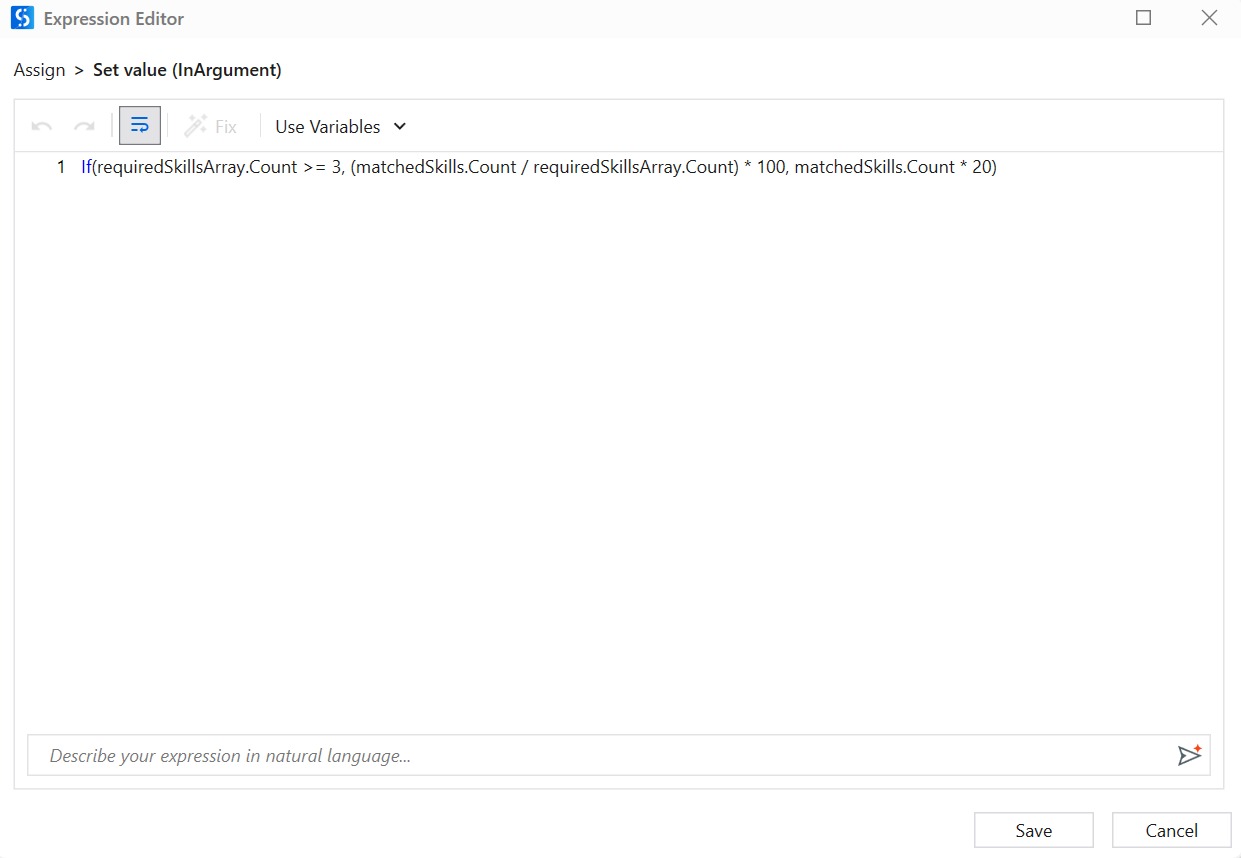 Expression Editor
Assign > Set value (InArgument)
Fix Use Variables
1 If(requiredSkillsArray.Count >= 3, (matchedSkills.Count / requiredSkillsArray.Count) * 100, matchedSkills.Count * 20)
Describe your expression in natural language...
Save Cancel